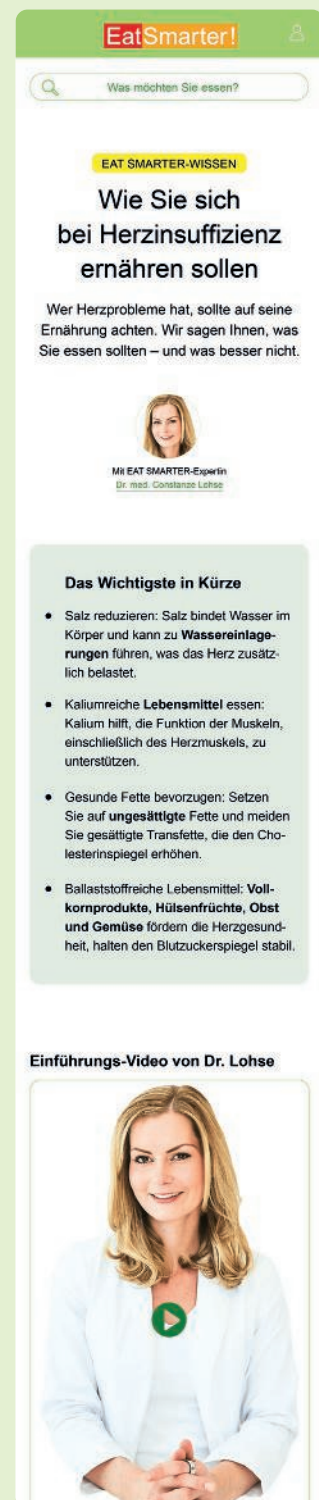 EatSmarter!
Was möchten Sie essen?
EAT SMARTER-WISSEN
Wie Sie sich
bei Herzinsuffizienz
ernähren sollen
Wer Herzprobleme hat, sollte auf seine
Ernährung achten. Wir sagen Ihnen, was
Sie essen sollten – und was besser nicht.
Mit EAT SMARTER-Expertin
Dr. med. Constanze Lohse
Das Wichtigste in Kürze
• Salz reduzieren: Salz bindet Wasser im
Körper und kann zu Wassereinlage-
rungen führen, was das Herz zusätz-
lich belastet.
• Kaliumreiche Lebensmittel essen:
Kalium hilft, die Funktion der Muskeln,
einschließlich des Herzmuskels, zu
unterstützen.
• Gesunde Fette bevorzugen: Setzen
Sie auf ungesättigte Fette und meiden
Sie gesättigte Transfette, die den Cho-
lesterinspiegel erhöhen.
• Ballaststoffreiche Lebensmittel: Voll-
kornprodukte, Hülsenfrüchte, Obst
und Gemüse fördern die Herzgesund-
heit, halten den Blutzuckerspiegel stabil.
Einführungs-Video von Dr. Lohse